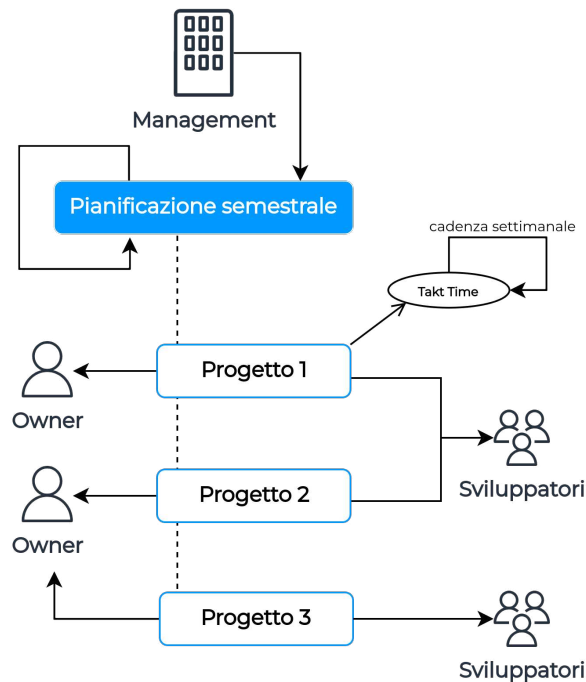 Management
Pianificazione semestrale
cadenza settimanale
Takt Time
Progetto 1
Owner
Sviluppatori
Progetto 2
Owner
Progetto 3
Sviluppatori